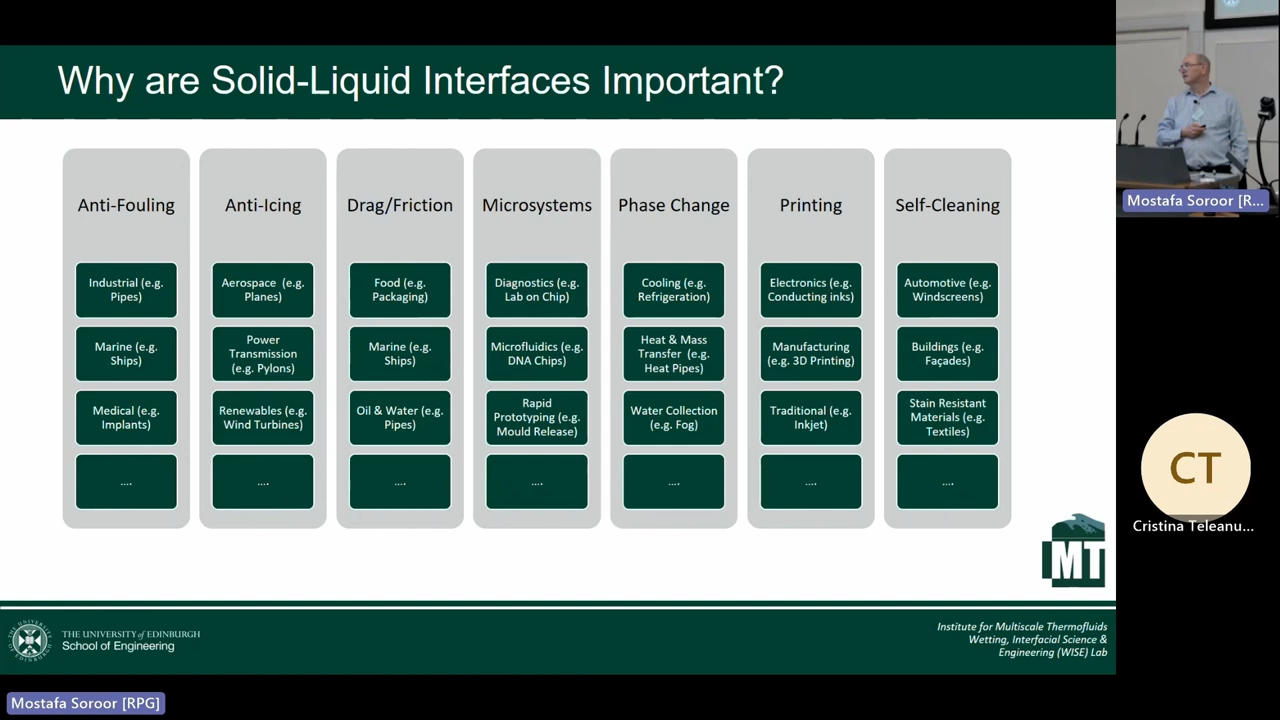 Why are Solid-Liquid Interfaces Important?
Anti-Fouling
Industrial (e.g.
Pipes)
Marine (e.g.
Ships)
Medical (e.g.
Implants)
....
Anti-Icing
Aerospace (e.g.
Planes)
Power
Transmission
(e.g. Pylons)
Renewables (e.g.
Wind Turbines)
....
Drag/Friction
Food (e.g.
Packaging)
Marine (e.g.
Ships)
Oil & Water (e.g.
Pipes)
....
Microsystems
Diagnostics (e.g.
Lab on Chip)
Microfluidics (e.g.
DNA Chips)
Rapid
Prototyping (e.g.
Mould Release)
....
Phase Change
Cooling (e.g.
Refrigeration)
Heat & Mass
Transfer (e.g.
Heat Pipes)
Water Collection
(e.g. Fog)
....
Printing
Electronics (e.g.
Conducting inks)
Manufacturing
(e.g. 3D Printing)
Traditional (e.g.
Inkjet)
....
Self-Cleaning
Automotive (e.g.
Windscreens)
Buildings (e.g.
Façades)
Stain Resistant
Materials (e.g.
Textiles)
....
MT
THE UNIVERSITY of EDINBURGH
School of Engineering
Institute for Multiscale Thermofluids
Wetting, Interfacial Science &
Engineering (WISE) Lab
Mostafa Soroor [R...
CT
Cristina Teleanu...
Mostafa Soroor [RPG]